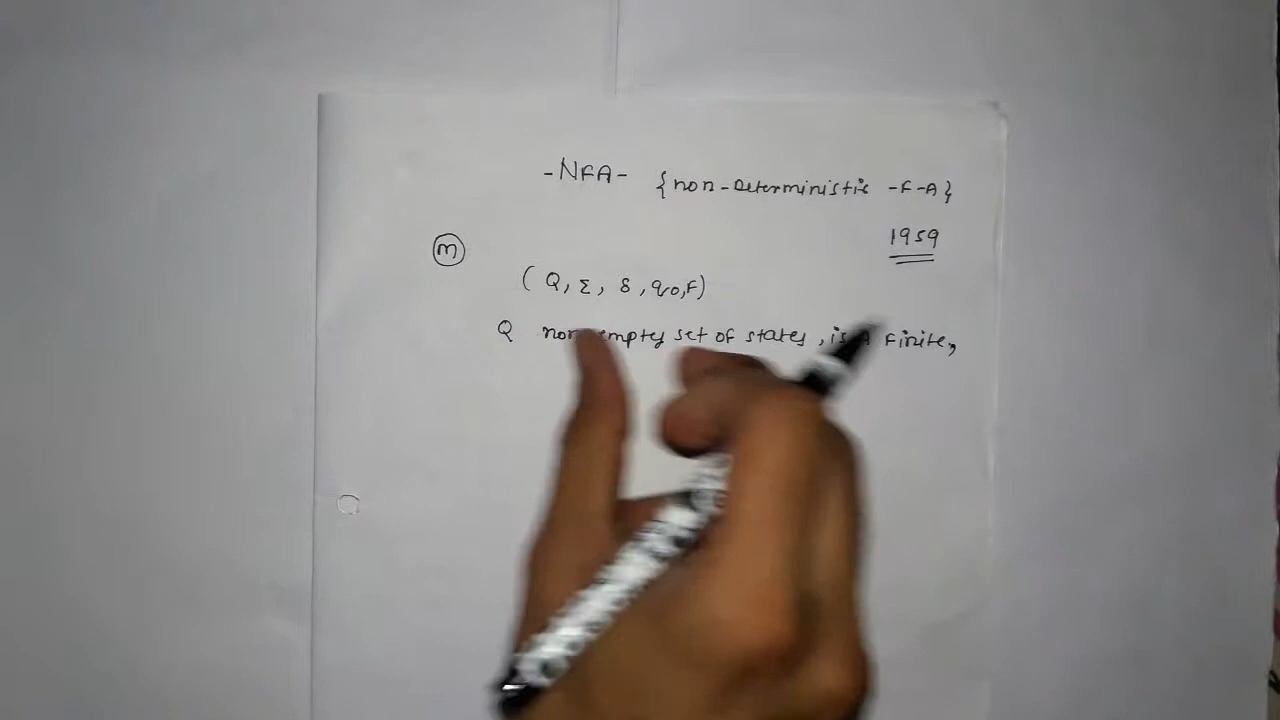 -NFA- {non-Deterministic -F-A}
1959
m
(Q, Σ, δ, q0, F)
Q non empty set of states, is a Finite,